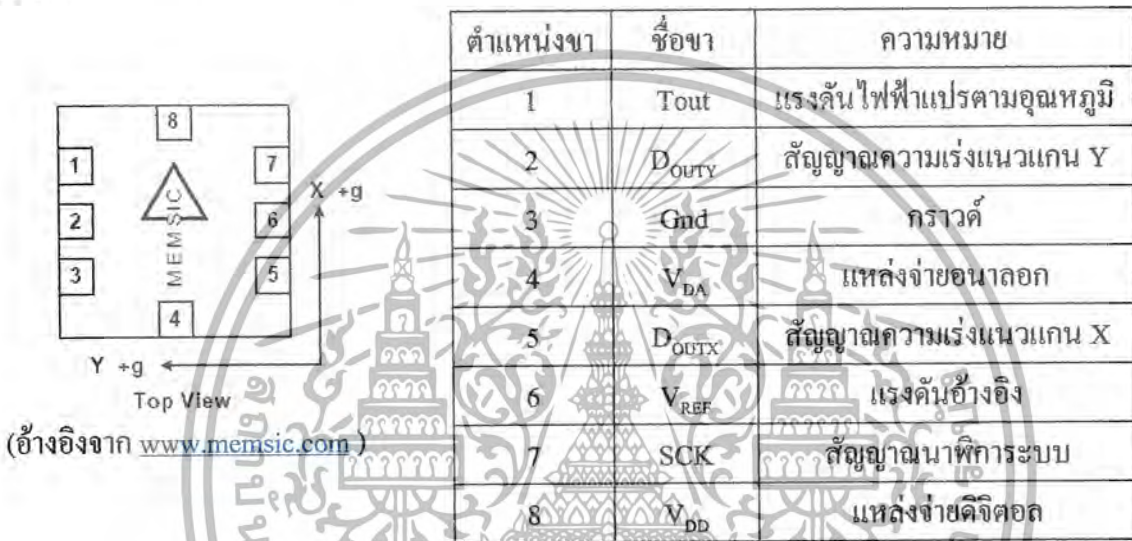 8
1
7
2
6
3
5
4
MEMSIC
X +g
Y +g
Top View
(อ้างอิงจาก www.memsic.com )
ตำแหน่งขา ชื่อขา ความหมาย
1 Tout แรงดันไฟฟ้าแปรตามอุณหภูมิ
2 D_OUTY สัญญาณความเร่งแนวแกน Y
3 Gnd กราวด์
4 V_DA แหล่งจ่ายอนาลอก
5 D_OUTX สัญญาณความเร่งแนวแกน X
6 V_REF แรงดันอ้างอิง
7 SCK สัญญาณนาฬิการะบบ
8 V_DD แหล่งจ่ายดิจิตอล